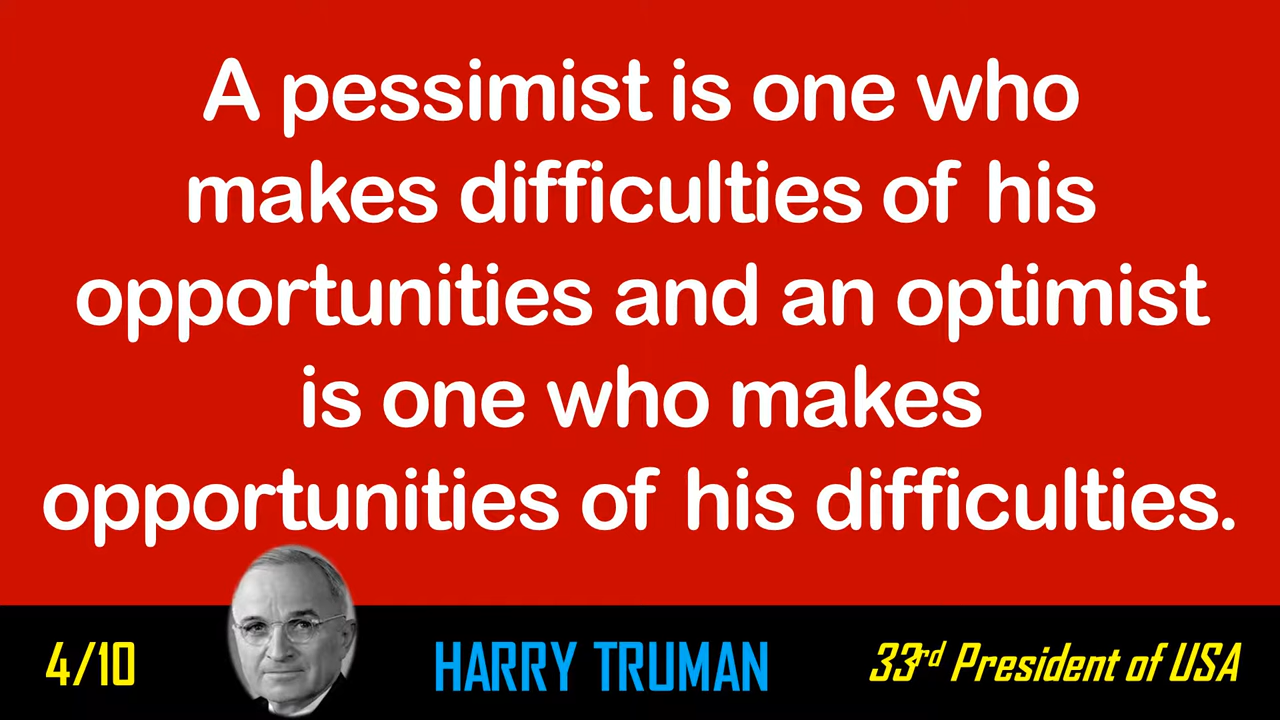 A pessimist is one who
makes difficulties of his
opportunities and an optimist
is one who makes
opportunities of his difficulties.
4/10
HARRY TRUMAN
33rd President of USA